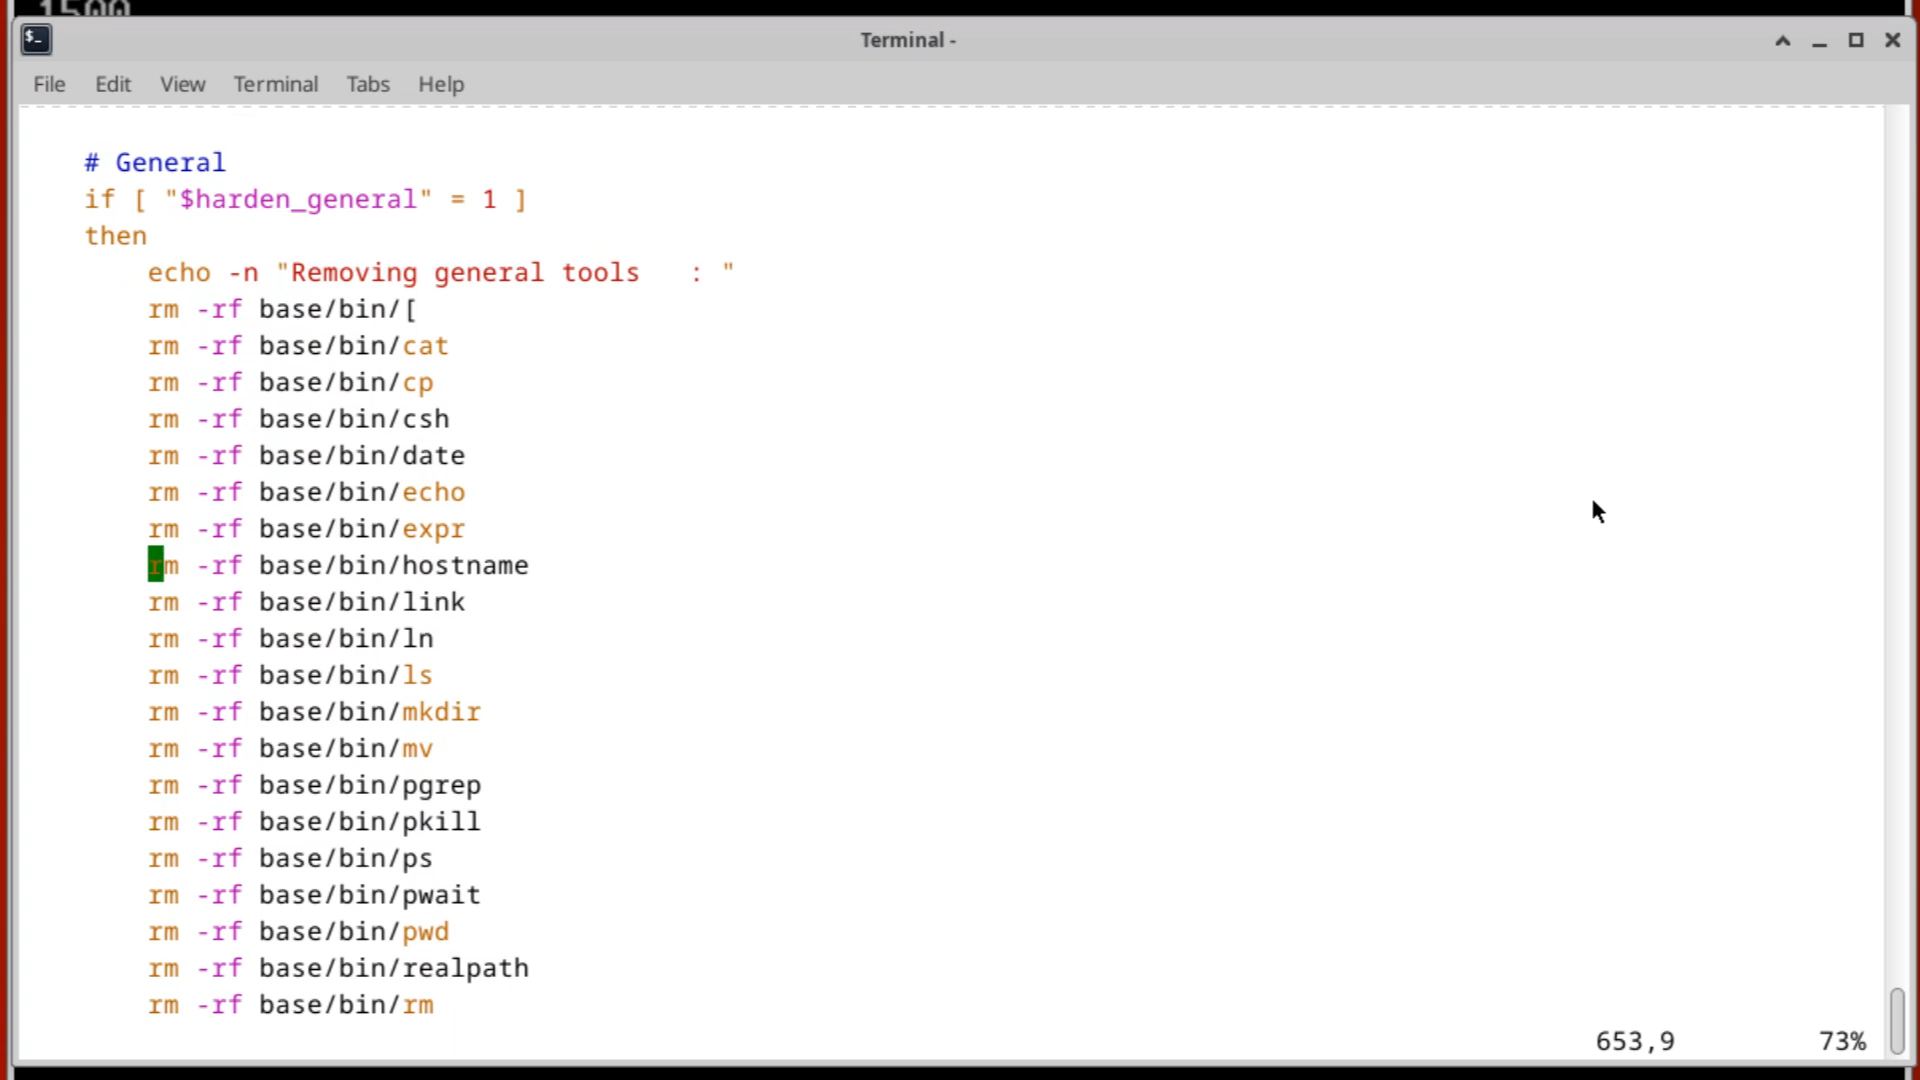 1500
$_
Terminal -
File Edit View Terminal Tabs Help
# General
if [ "$harden_general" = 1 ]
then
echo -n "Removing general tools   : "
rm -rf base/bin/[
rm -rf base/bin/cat
rm -rf base/bin/cp
rm -rf base/bin/csh
rm -rf base/bin/date
rm -rf base/bin/echo
rm -rf base/bin/expr
rm -rf base/bin/hostname
rm -rf base/bin/link
rm -rf base/bin/ln
rm -rf base/bin/ls
rm -rf base/bin/mkdir
rm -rf base/bin/mv
rm -rf base/bin/pgrep
rm -rf base/bin/pkill
rm -rf base/bin/ps
rm -rf base/bin/pwait
rm -rf base/bin/pwd
rm -rf base/bin/realpath
rm -rf base/bin/rm
653,9 73%